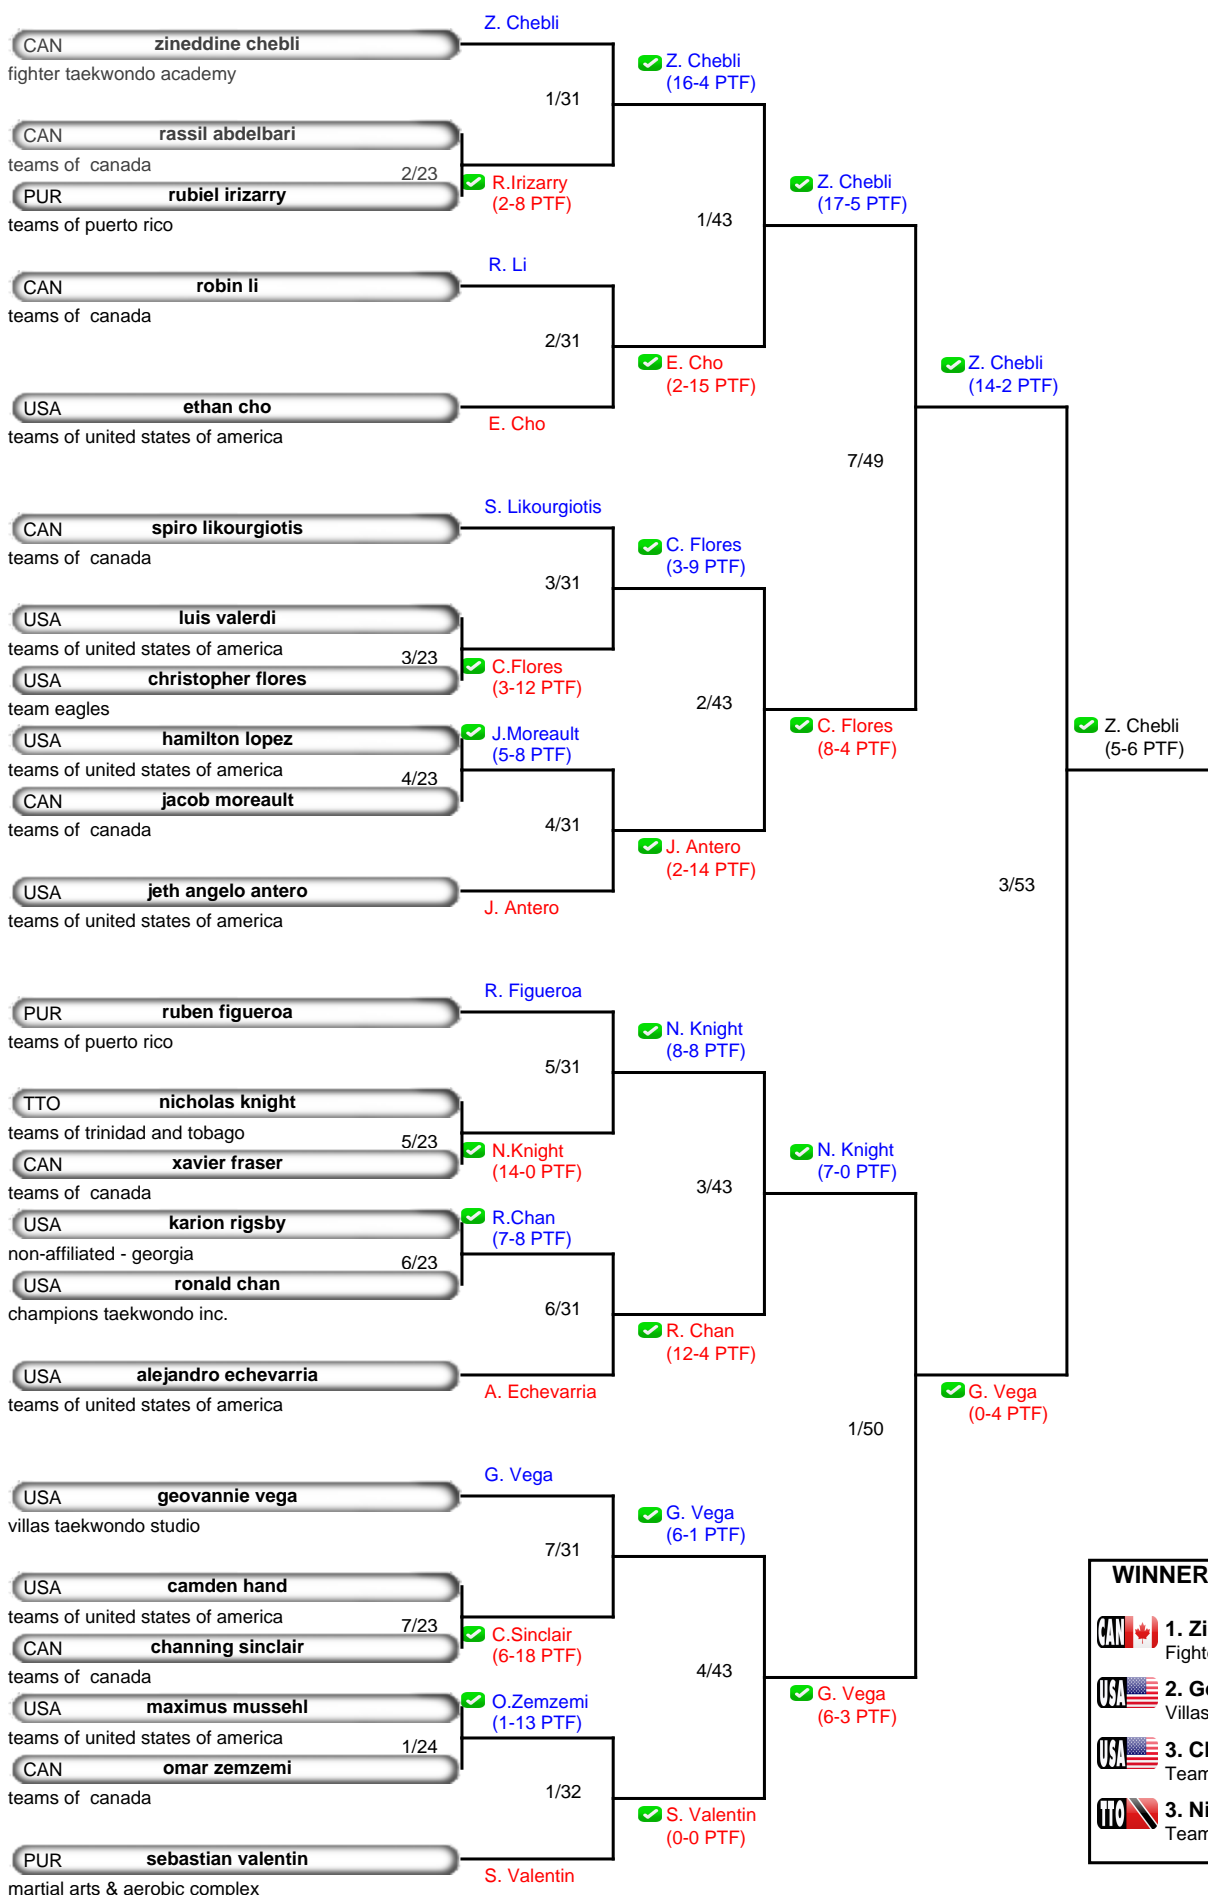 Z. Chebli
CAN zineddine chebli
fighter taekwondo academy
Z. Chebli
(16-4 PTF)
1/31
CAN rassil abdelbari
teams of  canada
2/23
PUR rubiel irizarry
teams of puerto rico
R.Irizarry
(2-8 PTF)
Z. Chebli
(17-5 PTF)
1/43
R. Li
CAN robin li
teams of  canada
2/31
E. Cho
(2-15 PTF)
USA ethan cho
teams of united states of america
E. Cho
Z. Chebli
(14-2 PTF)
7/49
S. Likourgiotis
CAN spiro likourgiotis
teams of  canada
C. Flores
(3-9 PTF)
3/31
USA luis valerdi
teams of united states of america
3/23
USA christopher flores
team eagles
C.Flores
(3-12 PTF)
2/43
C. Flores
(8-4 PTF)
USA hamilton lopez
teams of united states of america
J.Moreault
(5-8 PTF)
4/23
CAN jacob moreault
teams of  canada
4/31
J. Antero
(2-14 PTF)
USA jeth angelo antero
teams of united states of america
J. Antero
Z. Chebli
(5-6 PTF)
3/53
R. Figueroa
PUR ruben figueroa
teams of puerto rico
N. Knight
(8-8 PTF)
5/31
TTO nicholas knight
teams of trinidad and tobago
5/23
CAN xavier fraser
teams of canada
N.Knight
(14-0 PTF)
3/43
N. Knight
(7-0 PTF)
USA karion rigsby
non-affiliated - georgia
R.Chan
(7-8 PTF)
6/23
USA ronald chan
champions taekwondo inc.
6/31
R. Chan
(12-4 PTF)
USA alejandro echevarria
teams of united states of america
A. Echevarria
G. Vega
(0-4 PTF)
1/50
G. Vega
USA geovannie vega
villas taekwondo studio
G. Vega
(6-1 PTF)
7/31
USA camden hand
teams of united states of america
7/23
CAN channing sinclair
teams of  canada
C.Sinclair
(6-18 PTF)
4/43
G. Vega
(6-3 PTF)
USA maximus mussehl
teams of united states of america
O.Zemzemi
(1-13 PTF)
1/24
CAN omar zemzemi
teams of  canada
1/32
S. Valentin
(0-0 PTF)
PUR sebastian valentin
martial arts & aerobic complex
S. Valentin
WINNER
CAN 1. Zi
Fight
USA 2. Ge
Villas
USA 3. Cl
Team
TTO 3. Ni
Team